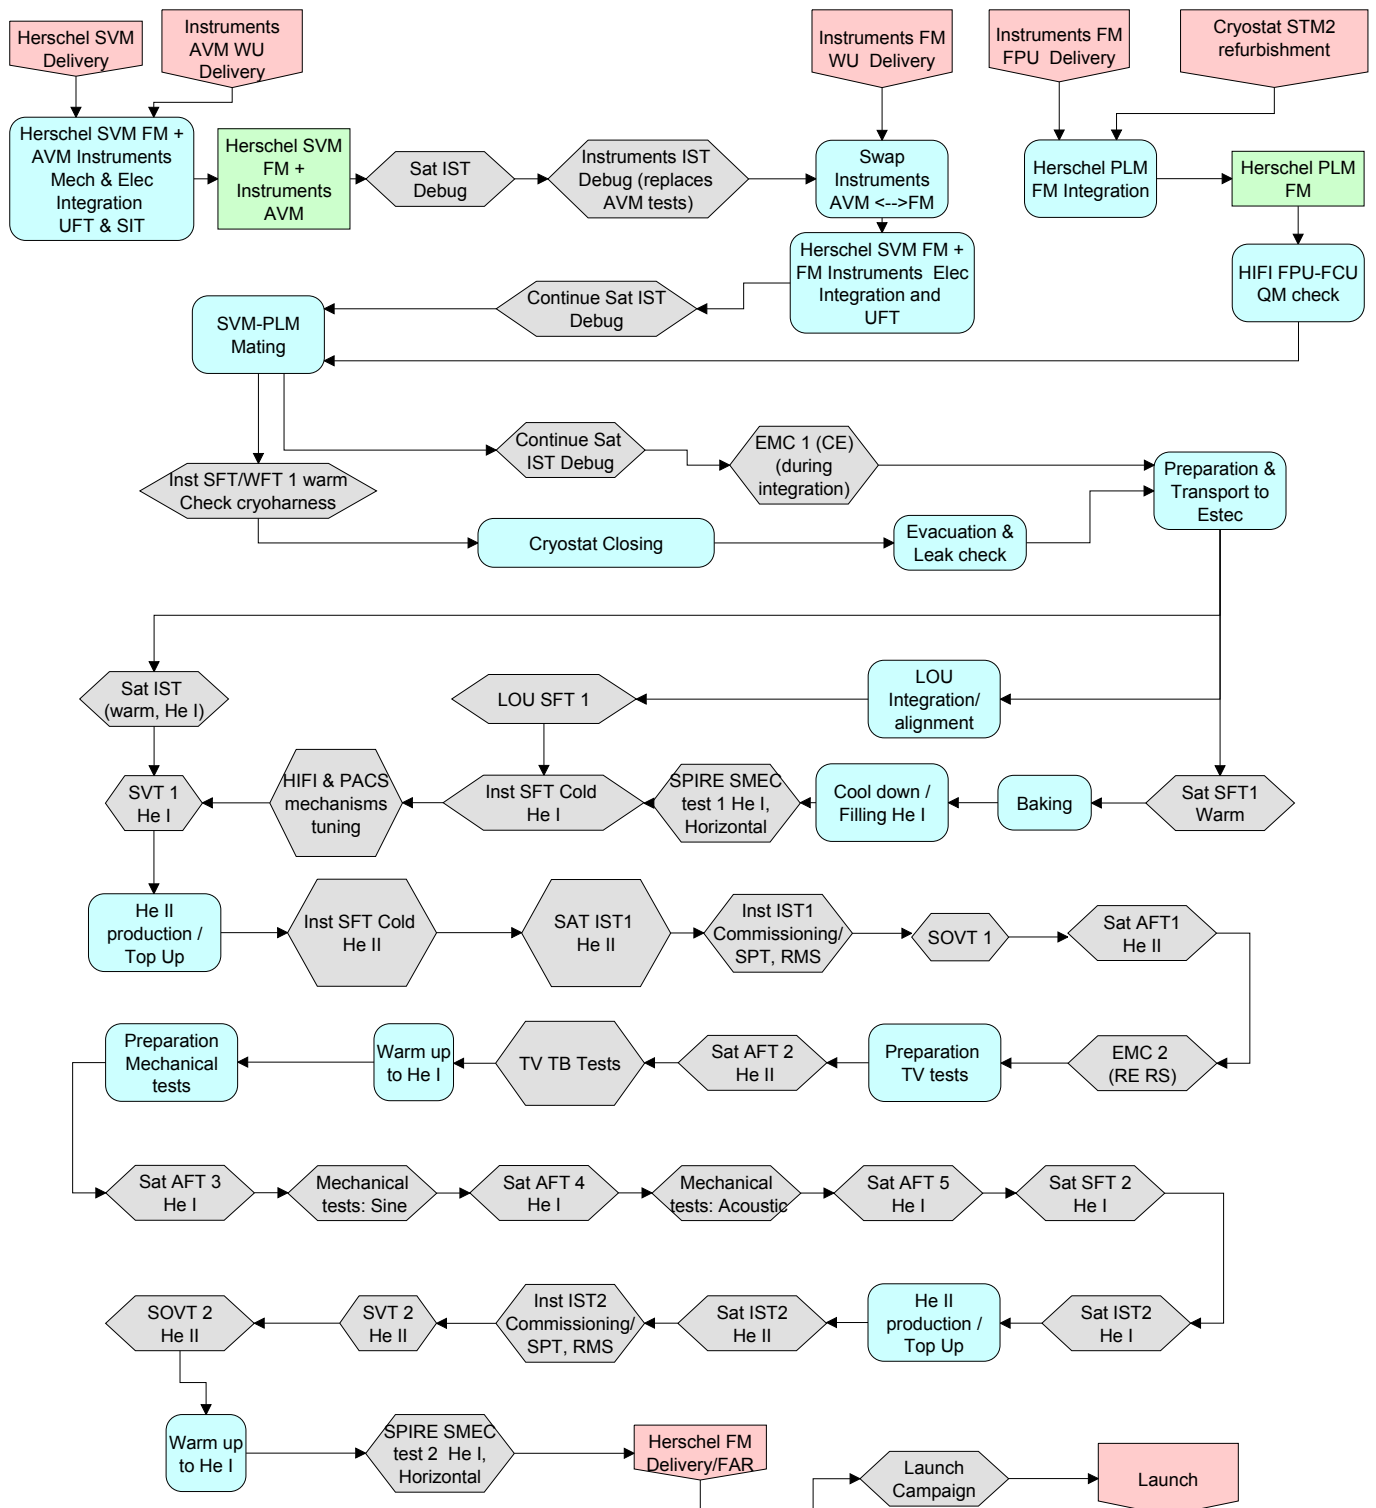 Herschel SVM
Delivery
Instruments
AVM WU
Delivery
Instruments FM
WU  Delivery
Instruments FM
FPU  Delivery
Cryostat STM2
refurbishment
Herschel SVM FM +
AVM Instruments
Mech & Elec
Integration
UFT & SIT
Herschel SVM
FM +
Instruments
AVM
Sat IST
Debug
Instruments IST
Debug (replaces
AVM tests)
Swap
Instruments
AVM <-->FM
Herschel PLM
FM Integration
Herschel PLM
FM
Herschel SVM FM +
FM Instruments  Elec
Integration and
UFT
HIFI FPU-FCU
QM check
Continue Sat IST
Debug
SVM-PLM
Mating
Continue Sat
IST Debug
EMC 1 (CE)
(during
integration)
Preparation &
Transport to
Estec
Inst SFT/WFT 1 warm
Check cryoharness
Cryostat Closing
Evacuation &
Leak check
Sat IST
(warm, He I)
LOU SFT 1
LOU
Integration/
alignment
SVT 1
He I
HIFI & PACS
mechanisms
tuning
Inst SFT Cold
He I
SPIRE SMEC
test 1 He I,
Horizontal
Cool down /
Filling He I
Baking
Sat SFT1
Warm
He II
production /
Top Up
Inst SFT Cold
He II
SAT IST1
He II
Inst IST1
Commissioning/
SPT, RMS
SOVT 1
Sat AFT1
He II
Preparation
Mechanical
tests
Warm up
to He I
TV TB Tests
Sat AFT 2
He II
Preparation
TV tests
EMC 2
(RE RS)
Sat AFT 3
He I
Mechanical
tests: Sine
Sat AFT 4
He I
Mechanical
tests: Acoustic
Sat AFT 5
He I
Sat SFT 2
He I
SOVT 2
He II
SVT 2
He II
Inst IST2
Commissioning/
SPT, RMS
Sat IST2
He II
He II
production /
Top Up
Sat IST2
He I
Warm up
to He I
SPIRE SMEC
test 2  He I,
Horizontal
Herschel FM
Delivery/FAR
Launch
Campaign
Launch